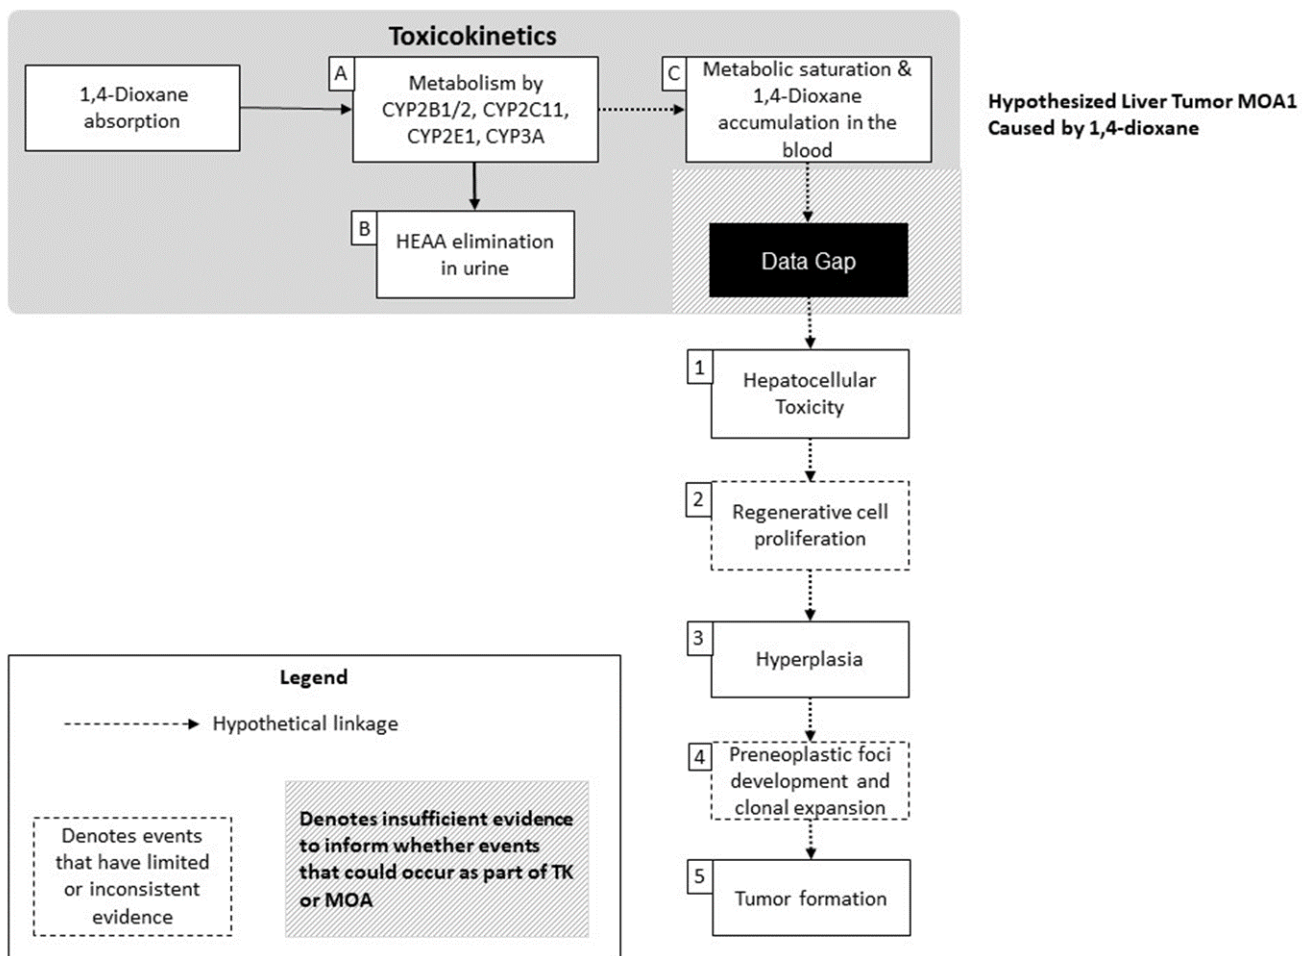 Toxicokinetics
1,4-Dioxane
absorption
A
Metabolism by
CYP2B1/2, CYP2C11,
CYP2E1, CYP3A
C
Metabolic saturation &
1,4-Dioxane
accumulation in the
blood
Hypothesized Liver Tumor MOA1
Caused by 1,4-dioxane
B
HEAA elimination
in urine
Data Gap
1
Hepatocellular
Toxicity
2
Regenerative cell
proliferation
3
Hyperplasia
4
Preneoplastic foci
development and
clonal expansion
5
Tumor formation
Legend
Hypothetical linkage
Denotes events
that have limited
or inconsistent
evidence
Denotes insufficient evidence
to inform whether events
that could occur as part of TK
or MOA